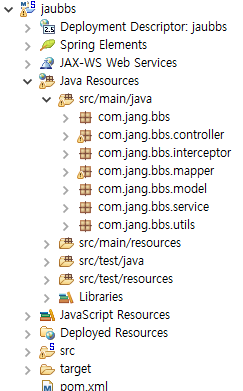 jaubbs
Deployment Descriptor: jaubbs
Spring Elements
JAX-WS Web Services
Java Resources
src/main/java
com.jang.bbs
com.jang.bbs.controller
com.jang.bbs.interceptor
com.jang.bbs.mapper
com.jang.bbs.model
com.jang.bbs.service
com.jang.bbs.utils
src/main/resources
src/test/java
src/test/resources
Libraries
JavaScript Resources
Deployed Resources
src
target
pom.xml